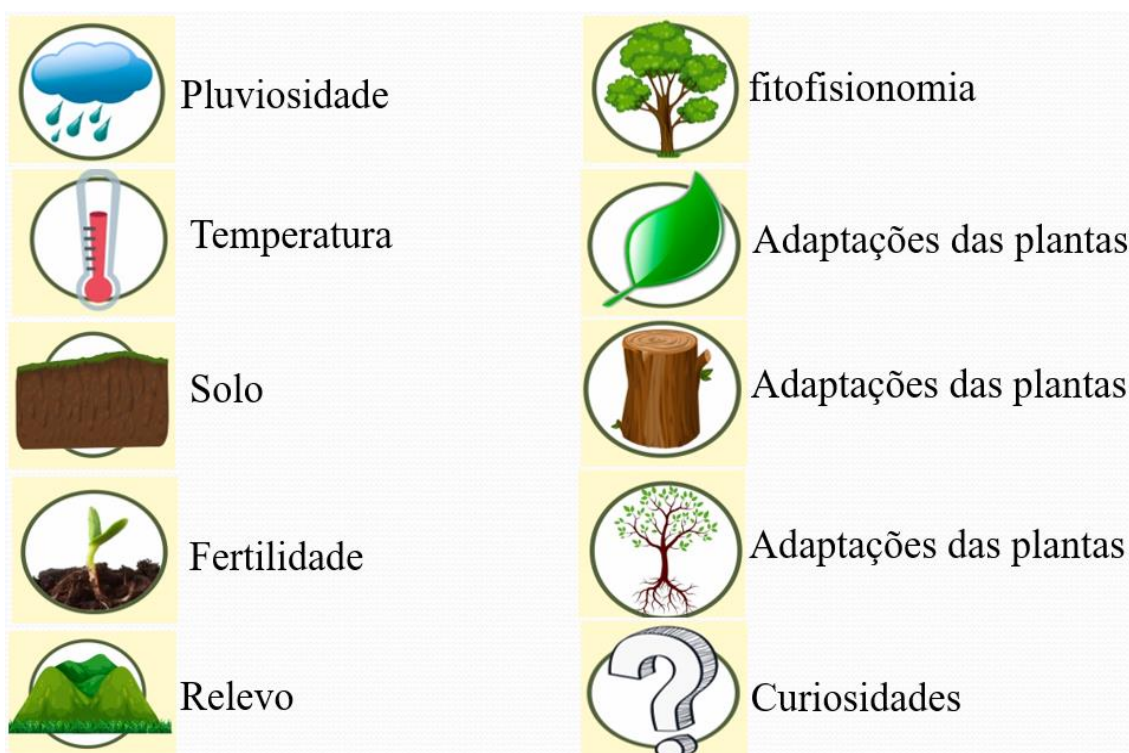 Pluviosidade
Temperatura
Solo
Fertilidade
Relevo
fitofisionomia
Adaptações das plantas
Adaptações das plantas
Adaptações das plantas
Curiosidades